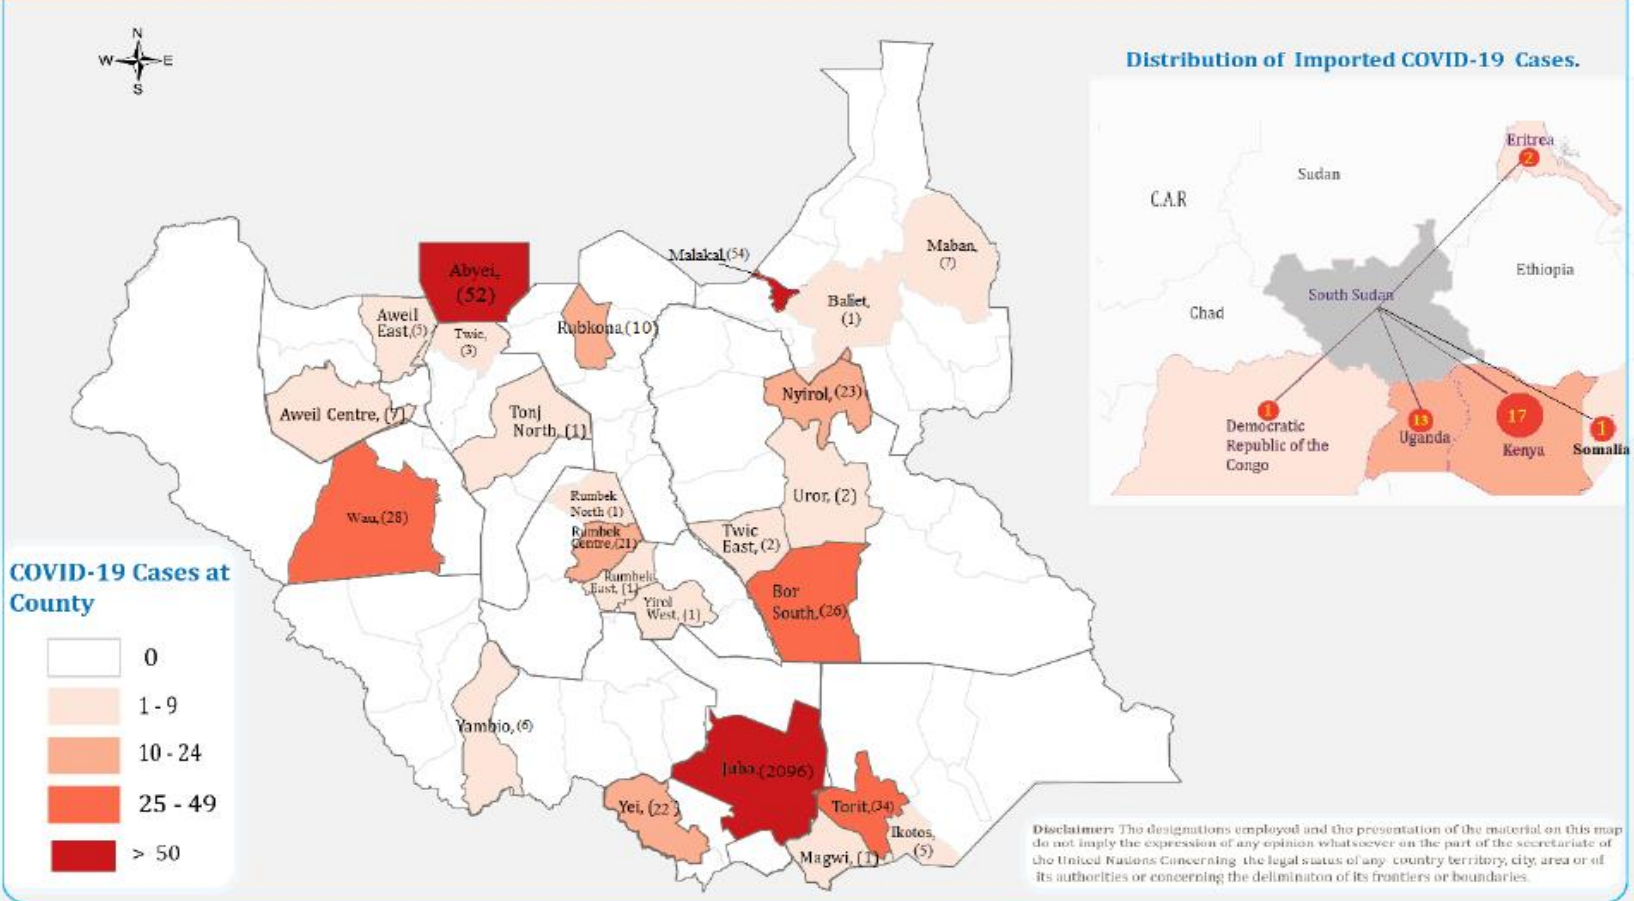 N
W E
S
Distribution of Imported COVID-19 Cases.
Eritrea
2
Sudan
C.A.R
Ethiopia
South Sudan
Chad
1
Democratic
Republic of the
Congo
13
Uganda
17
Kenya
1
Somalia
Malakal,(54)
Maban,
(7)
Abyei,
(52)
Baliet,
(1)
Aweil
East,(5)
Twic,
(3)
Rubkona,(10)
Nyirol,(23)
Aweil Centre, (7)
Tonj
North, (1)
Rumbek
North (1)
Uror, (2)
Wau,(28)
Rumbek
Centre,(21)
Twic
East, (2)
Rumbek
East, (1)
Yirol
West, (1)
Bor
South,(26)
Yambio,(6)
Juba,(2096)
Yei, (22)
Torit,(34)
Ikotos,
(5)
Magwi, (1)
COVID-19 Cases at
County
0
1 - 9
10 - 24
25 - 49
> 50
Disclaimer: The designations employed and the presentation of the material on this map
do not imply the expression of any opinion whatsoever on the part of the secretariate of
the United Nations Concerning the legal status of any country territory, city, area or of
its authorities or concerning the deliminaton of its frontiers or boundaries.